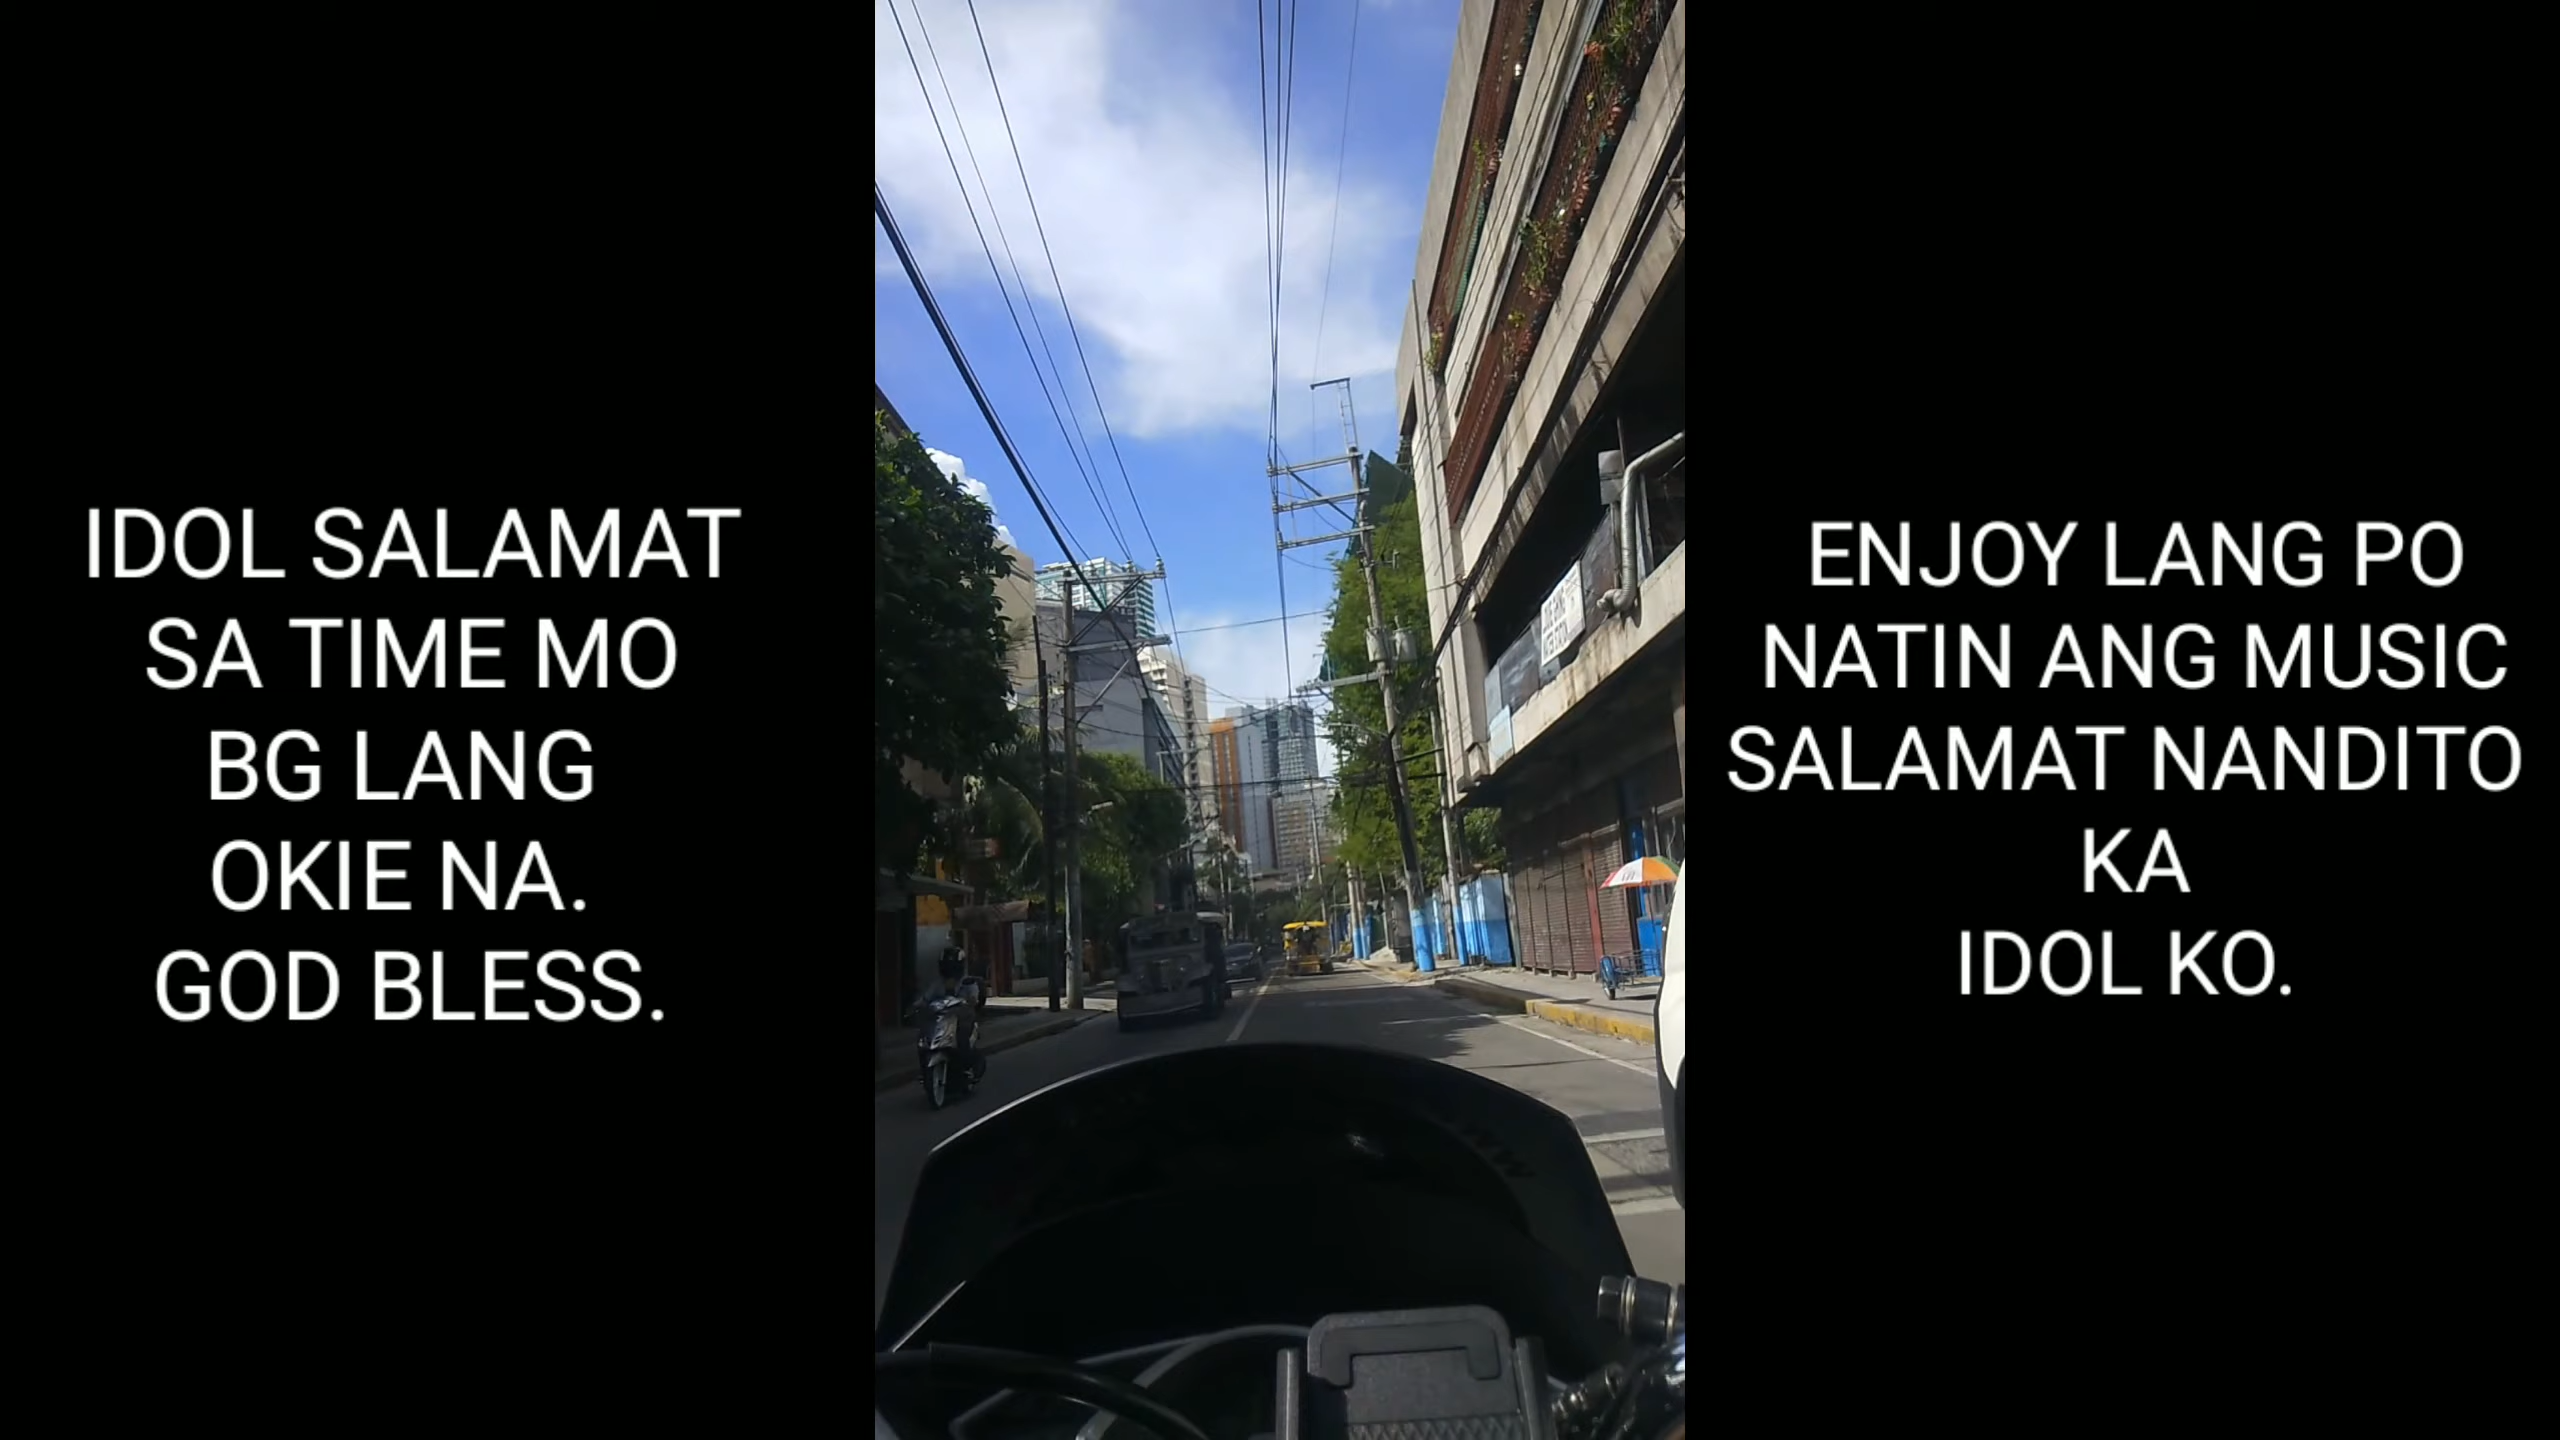 IDOL SALAMAT
SA TIME MO
BG LANG
OKIE NA.
GOD BLESS.
ENJOY LANG PO
NATIN ANG MUSIC
SALAMAT NANDITO
KA
IDOL KO.